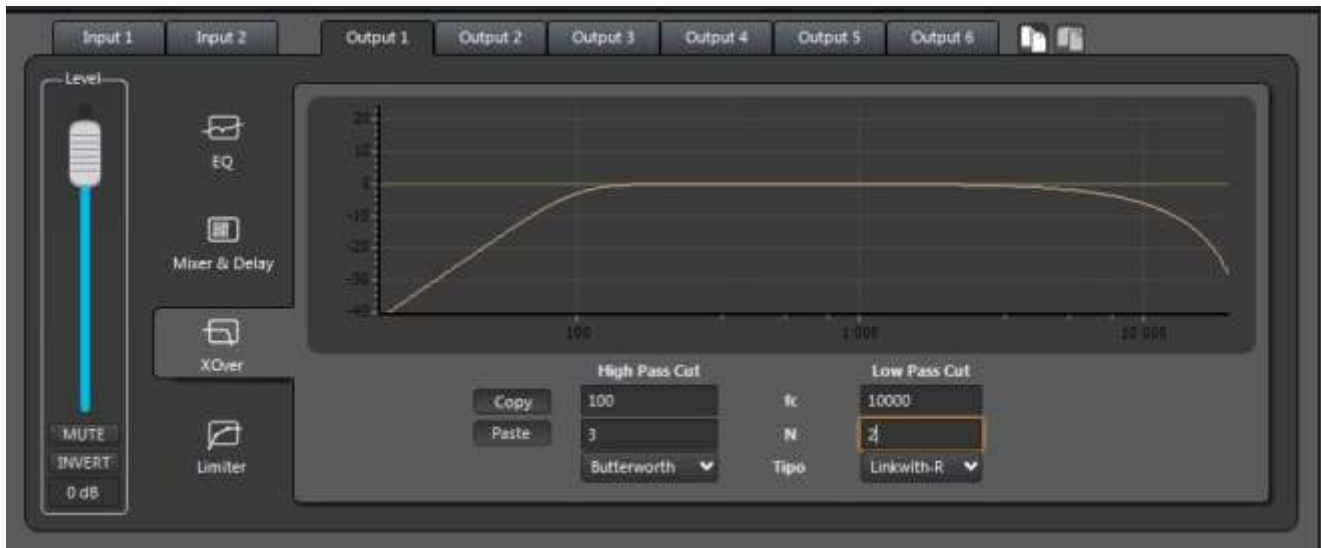 Input 1 Input 2 Output 1 Output 2 Output 3 Output 4 Output 5 Output 6
Level
EQ
Mixer & Delay
XOver
Limiter
MUTE
INVERT
0 dB
20
10
0
-10
-20
-30
-40
100 1 000 10 000
High Pass Cut Low Pass Cut
Copy 100 fc 10000
Paste 3 N 2
Butterworth Tipo Linkwith-R